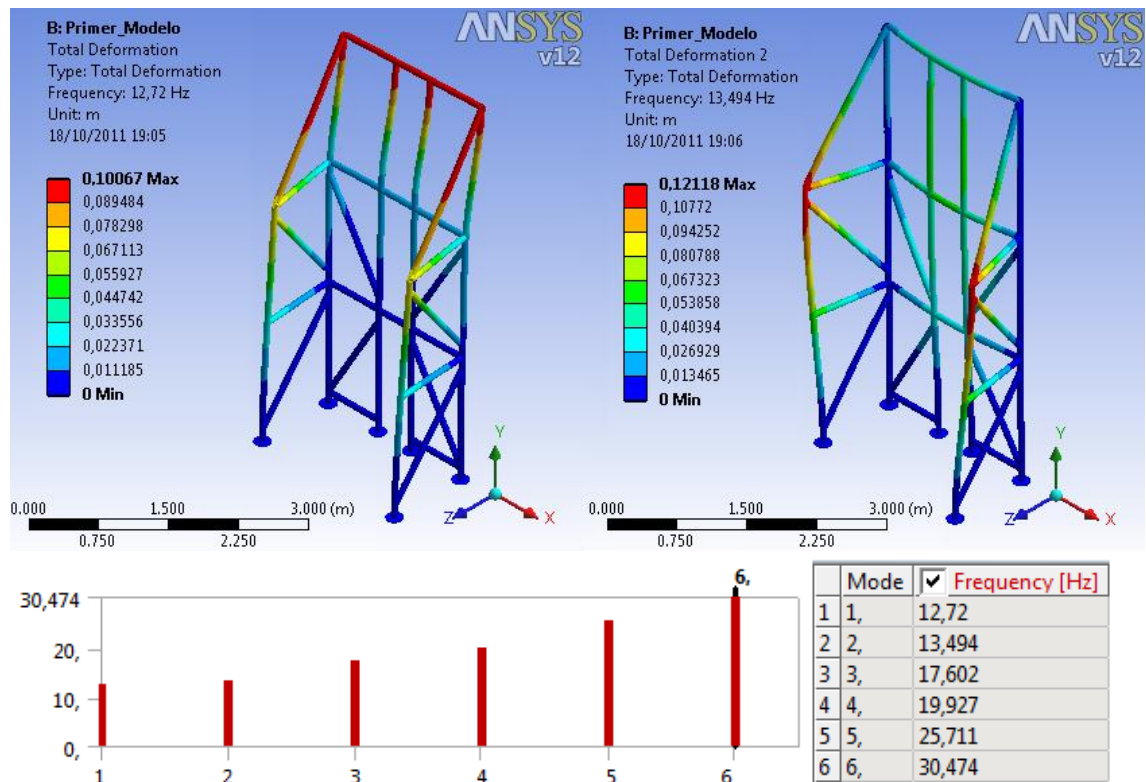 B: Primer_Modelo
Total Deformation
Type: Total Deformation
Frequency: 12,72 Hz
Unit: m
18/10/2011 19:05
0,10067 Max
0,089484
0,078298
0,067113
0,055927
0,044742
0,033556
0,022371
0,011185
0 Min
ANSYS
v12
Y
Z
X
0.000
1.500
3.000 (m)
0.750
2.250
B: Primer_Modelo
Total Deformation 2
Type: Total Deformation
Frequency: 13,494 Hz
Unit: m
18/10/2011 19:06
0,12118 Max
0,10772
0,094252
0,080788
0,067323
0,053858
0,040394
0,026929
0,013465
0 Min
ANSYS
v12
Y
Z
X
0.000
1.500
3.000 (m)
0.750
2.250
6,
30,474
20,
10,
0,
1 2 3 4 5 6
Mode Frequency [Hz]
1 1, 12,72
2 2, 13,494
3 3, 17,602
4 4, 19,927
5 5, 25,711
6 6, 30,474